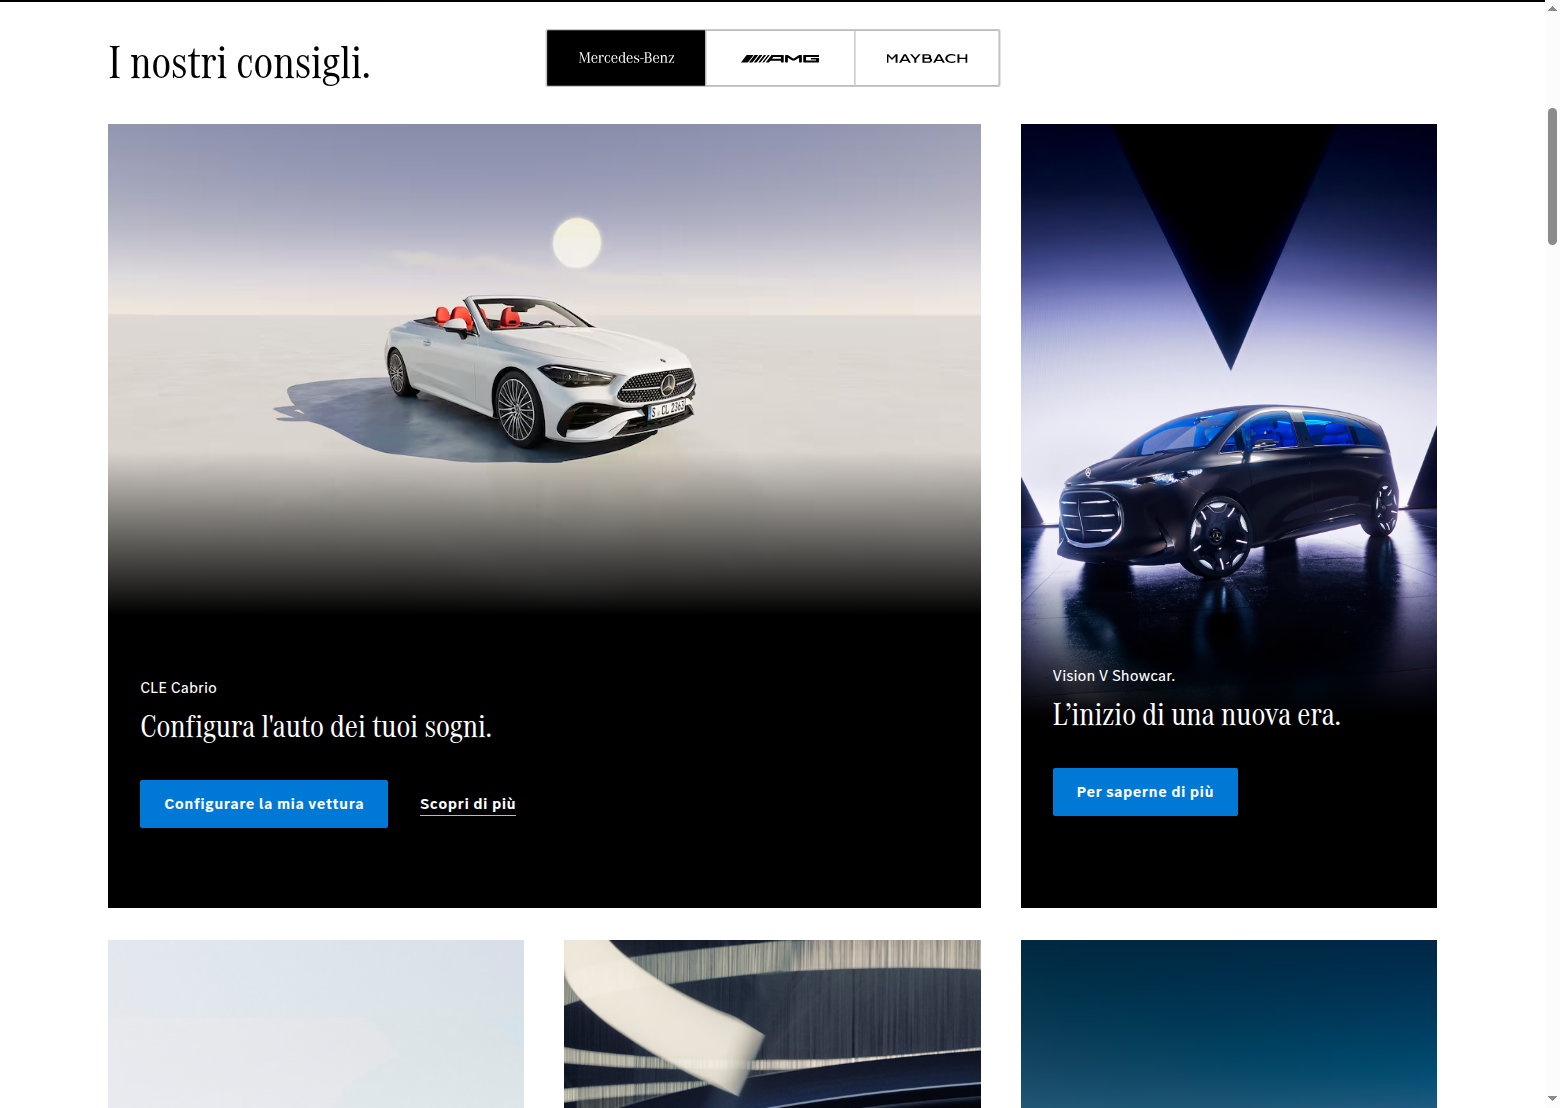 I nostri consigli.
Mercedes-Benz
AMG
MAYBACH
S CL 2363
CLE Cabrio
Configura l'auto dei tuoi sogni.
Configurare la mia vettura
Scopri di più
Vision V Showcar.
L’inizio di una nuova era.
Per saperne di più